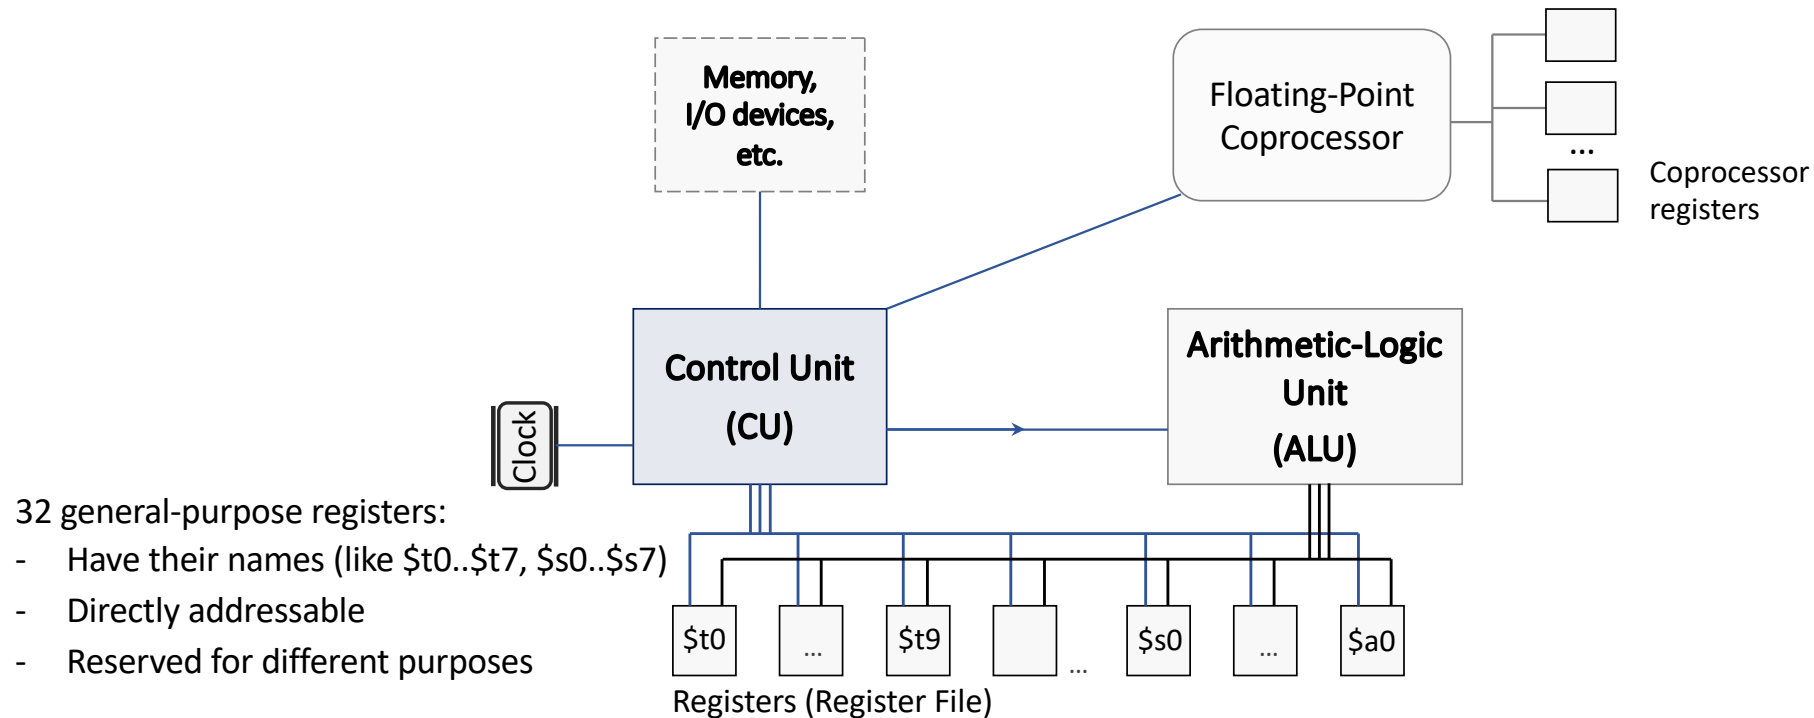 Memory,
I/O devices,
etc.
Floating-Point
Coprocessor
...
Coprocessor
registers
Control Unit
(CU)
Arithmetic-Logic
Unit
(ALU)
Clock
32 general-purpose registers:
- Have their names (like $t0..$t7, $s0..$s7)
- Directly addressable
- Reserved for different purposes
$t0 ... $t9 ... $s0 ... $a0
Registers (Register File)